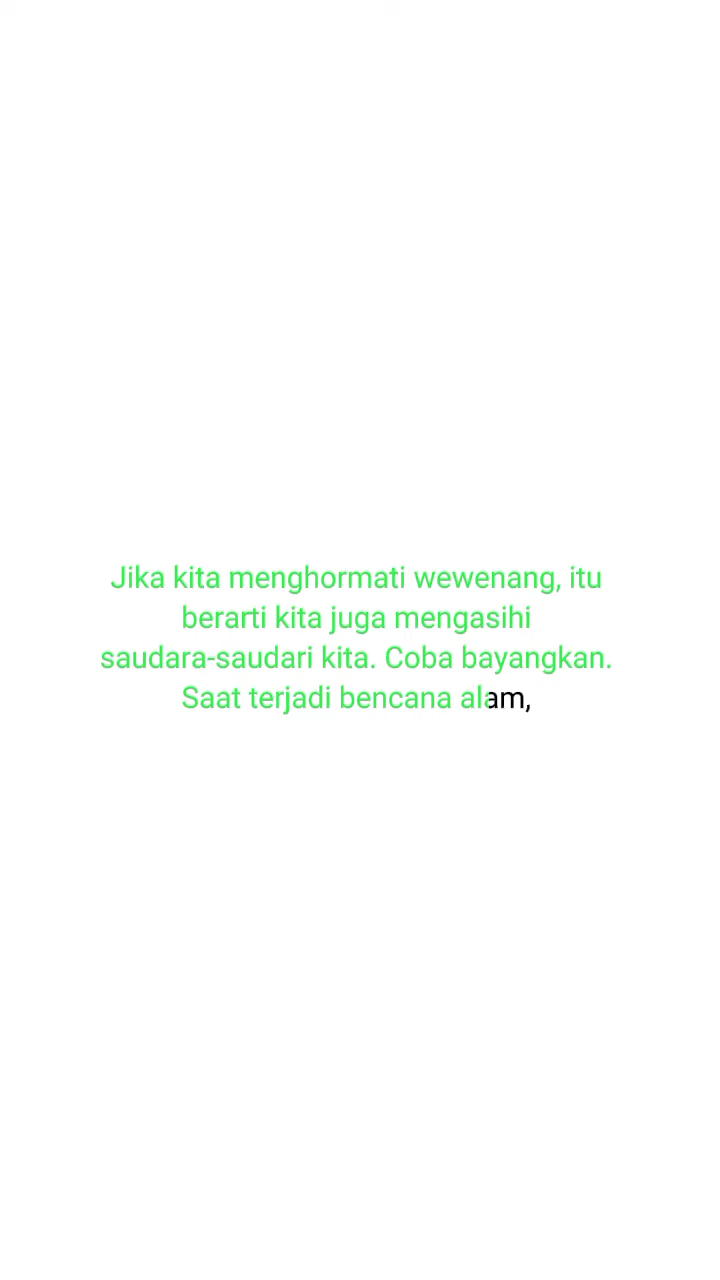 Jika kita menghormati wewenang, itu
berarti kita juga mengasihi
saudara-saudari kita. Coba bayangkan.
Saat terjadi bencana alam,